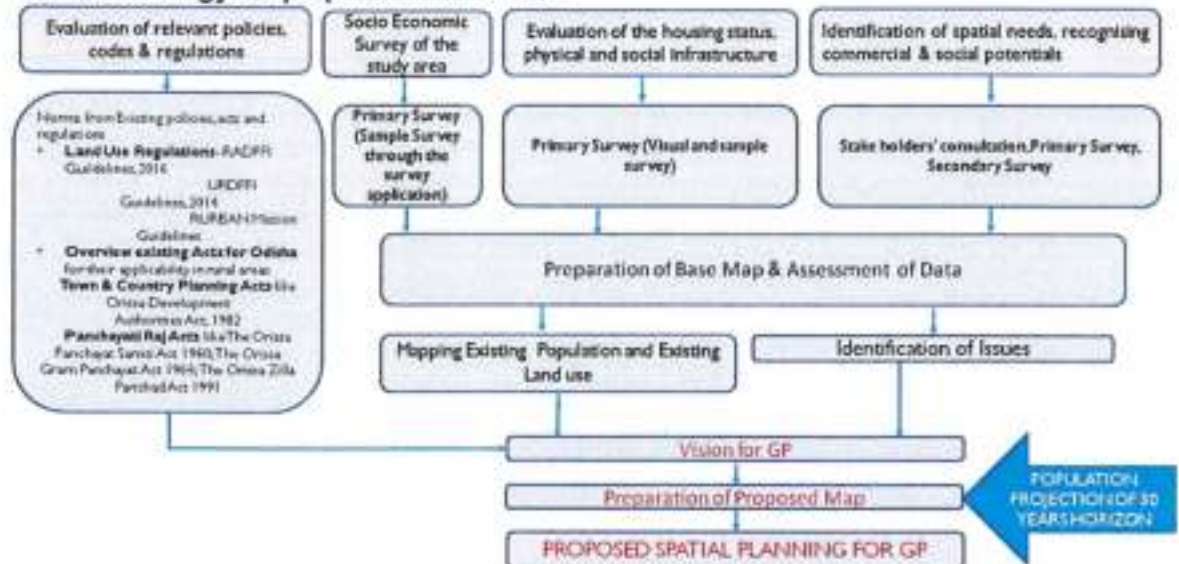 Evaluation of relevant policies,
codes & regulations
Socio Economic
Survey of the
study area
Evaluation of the housing status,
physical and social infrastructure
Identification of spatial needs, recognising
commercial & social potentials
Norms from Existing policies, acts and
regulations
• Land Use Regulations-RADPFI
Guidelines, 2016
URDPFI
Guidelines, 2014
RURBAN Mission
Guidelines
• Overview existing Acts for Odisha
for their applicability in rural areas
Town & Country Planning Acts like
Orissa Development
Authorities Act, 1982
Panchayati Raj Acts like The Orissa
Panchayat Samiti Act 1960, The Orissa
Gram Panchayat Act 1964, The Orissa Zilla
Parishad Act 1991
Primary Survey
(Sample Survey
through the
survey
application)
Primary Survey (Visual and sample
survey)
Stake holders' consultation, Primary Survey,
Secondary Survey
Preparation of Base Map & Assessment of Data
Mapping Existing Population and Existing
Land use
Identification of Issues
Vision for GP
Preparation of Proposed Map
PROPOSED SPATIAL PLANNING FOR GP
POPULATION
PROJECTION OF 30
YEARS HORIZON